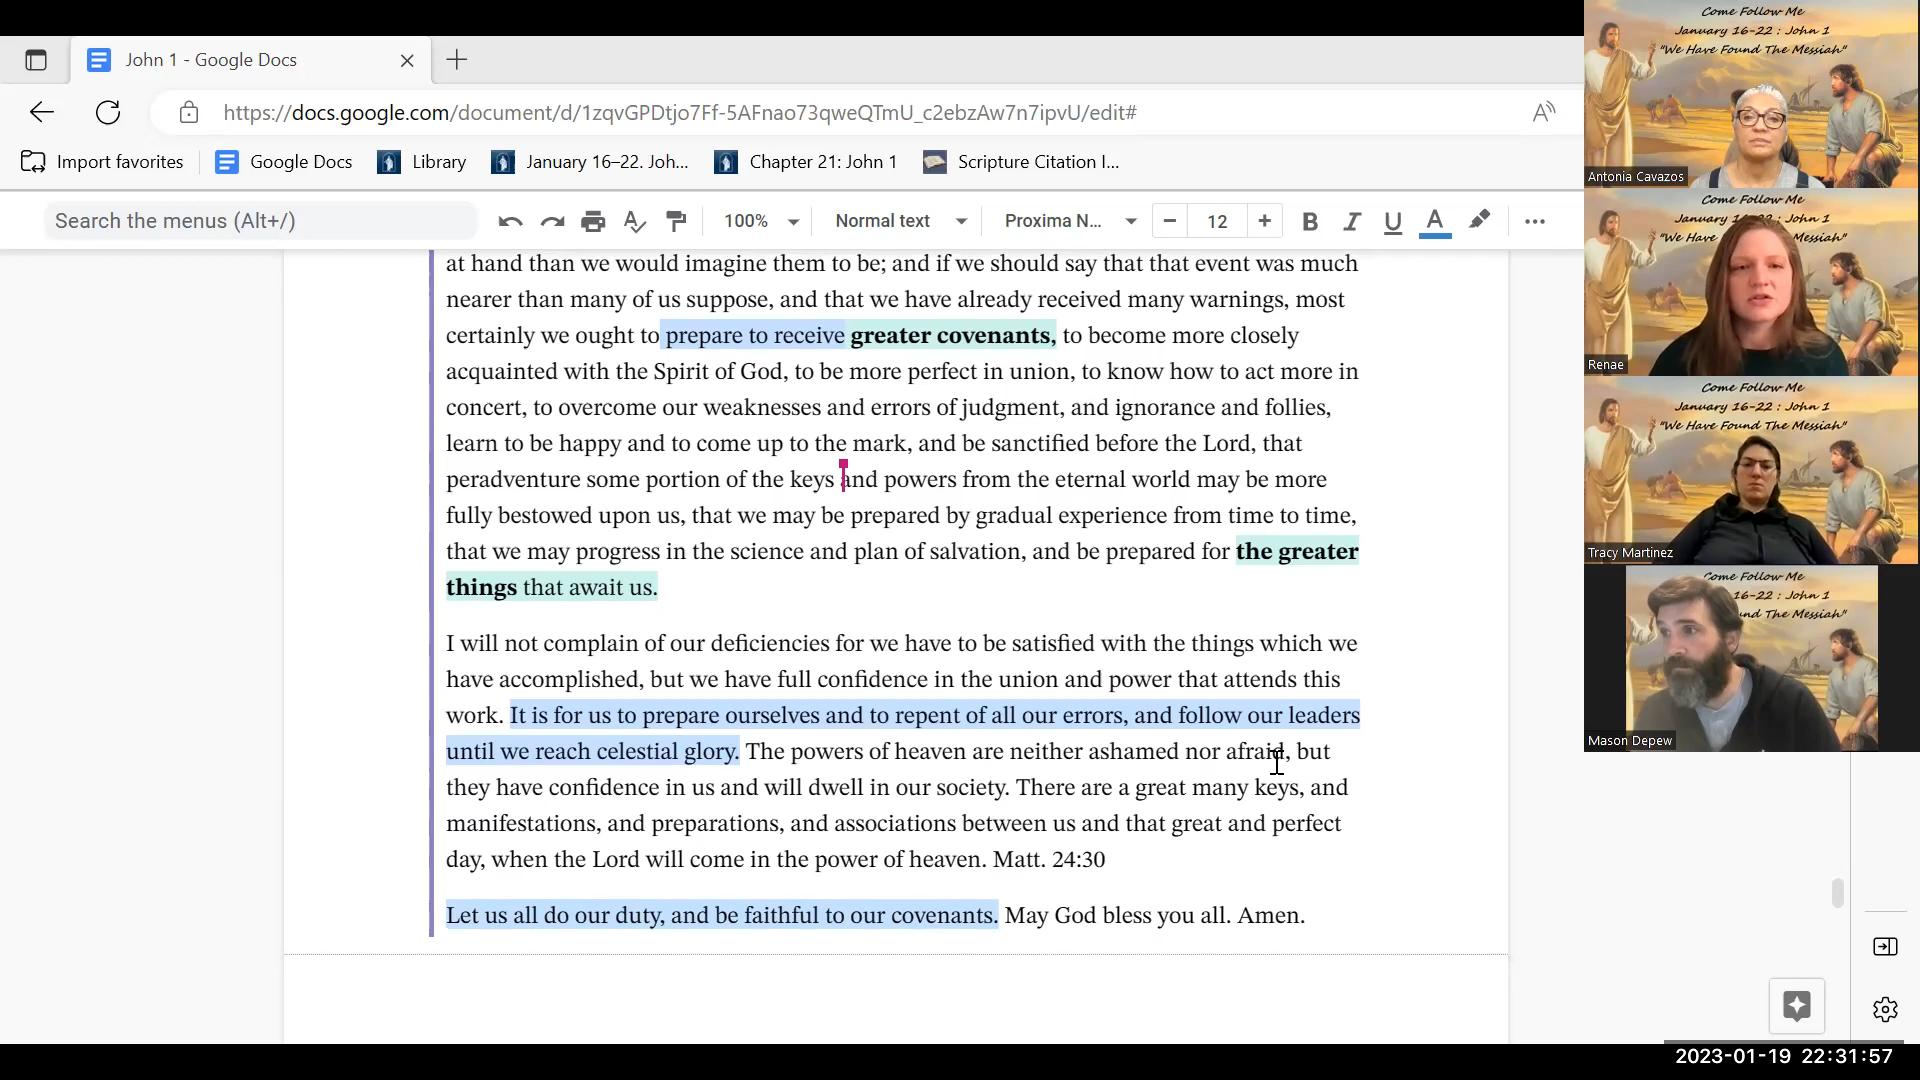 John 1 - Google Docs
https://docs.google.com/document/d/1zqvGPDtjo7Ff-5AFnao73qweQTmU_c2ebzAw7n7ipvU/edit#
Import favorites
Google Docs
Library
January 16–22. Joh...
Chapter 21: John 1
Scripture Citation I...
Search the menus (Alt+/)
100%
Normal text
Proxima N...
12
B I U A
at hand than we would imagine them to be; and if we should say that that event was much
nearer than many of us suppose, and that we have already received many warnings, most
certainly we ought to prepare to receive greater covenants, to become more closely
acquainted with the Spirit of God, to be more perfect in union, to know how to act more in
concert, to overcome our weaknesses and errors of judgment, and ignorance and follies,
learn to be happy and to come up to the mark, and be sanctified before the Lord, that
peradventure some portion of the keys and powers from the eternal world may be more
fully bestowed upon us, that we may be prepared by gradual experience from time to time,
that we may progress in the science and plan of salvation, and be prepared for the greater
things that await us.
I will not complain of our deficiencies for we have to be satisfied with the things which we
have accomplished, but we have full confidence in the union and power that attends this
work. It is for us to prepare ourselves and to repent of all our errors, and follow our leaders
until we reach celestial glory. The powers of heaven are neither ashamed nor afraid, but
they have confidence in us and will dwell in our society. There are a great many keys, and
manifestations, and preparations, and associations between us and that great and perfect
day, when the Lord will come in the power of heaven. Matt. 24:30
Let us all do our duty, and be faithful to our covenants. May God bless you all. Amen.
Come Follow Me
January 16-22 : John 1
"We Have Found The Messiah"
Antonia Cavazos
Come Follow Me
January 22 : John 1
"We Have Messiah"
Renae
Come Follow Me
January 16-22 : John 1
"We Have Found The Messiah"
Tracy Martinez
Come Follow Me
16-22 : John 1
und The Messiah"
Mason Depew
2023-01-19 22:31:57